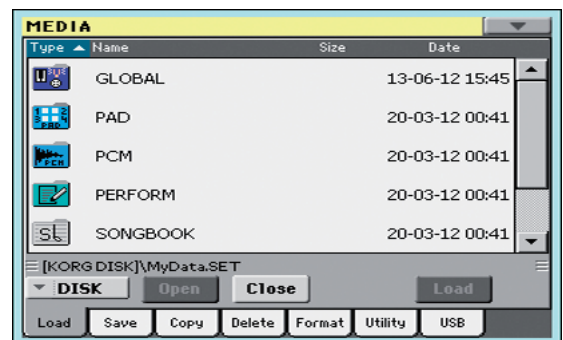 MEDIA
Type Name Size Date
GLOBAL 13-06-12 15:45
PAD 20-03-12 00:41
PCM PCM 20-03-12 00:41
PERFORM 20-03-12 00:41
SONGBOOK 20-03-12 00:41
[KORG DISK]\MyData.SET
DISK Open Close Load
Load Save Copy Delete Format Utility USB